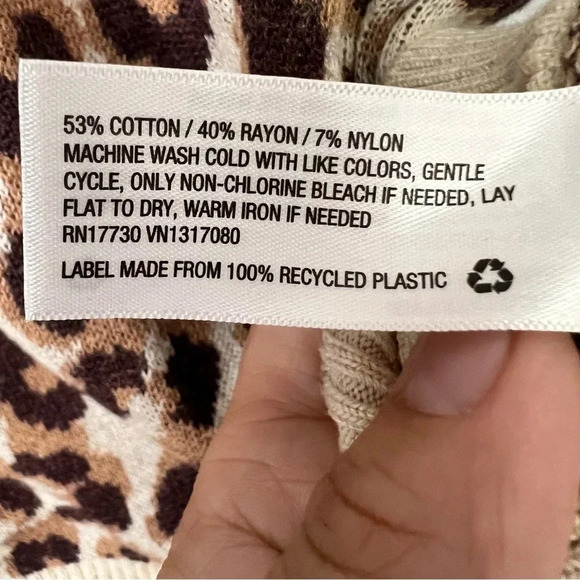 53% COTTON / 40% RAYON / 7% NYLON
MACHINE WASH COLD WITH LIKE COLORS, GENTLE
CYCLE, ONLY NON-CHLORINE BLEACH IF NEEDED, LAY
FLAT TO DRY, WARM IRON IF NEEDED
RN17730 VN1317080
LABEL MADE FROM 100% RECYCLED PLASTIC